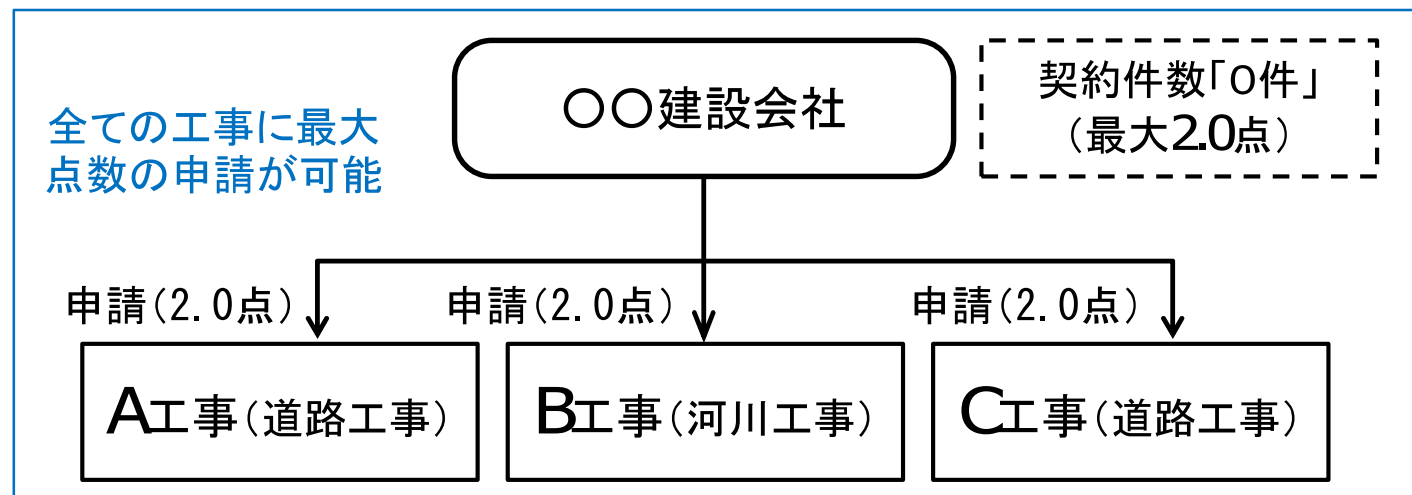 〇〇建設会社
契約件数「0件」
（最大2.0点）
全ての工事に最大
点数の申請が可能
申請(2.0点)
申請(2.0点)
申請(2.0点)
A工事(道路工事)
B工事(河川工事)
C工事(道路工事)